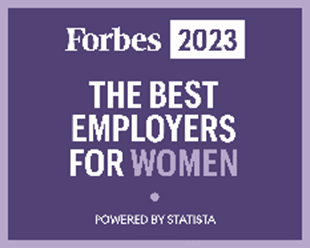 Forbes 2023
THE BEST
EMPLOYERS
FOR WOMEN
POWERED BY STATISTA